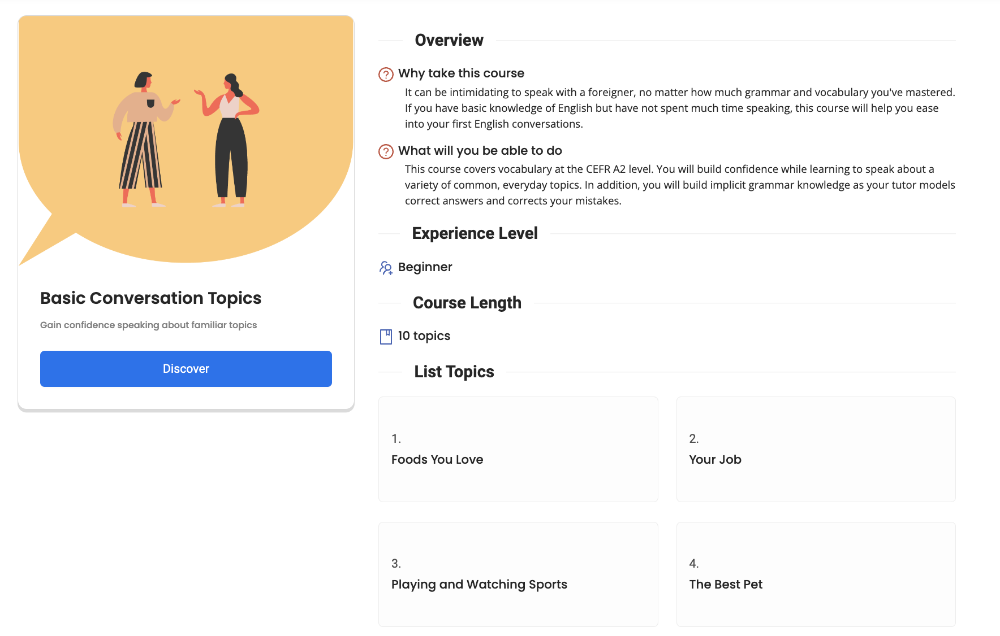 Basic Conversation Topics
Gain confidence speaking about familiar topics
Discover
Overview
Why take this course
It can be intimidating to speak with a foreigner, no matter how much grammar and vocabulary you've mastered.
If you have basic knowledge of English but have not spent much time speaking, this course will help you ease
into your first English conversations.
What will you be able to do
This course covers vocabulary at the CEFR A2 level. You will build confidence while learning to speak about a
variety of common, everyday topics. In addition, you will build implicit grammar knowledge as your tutor models
correct answers and corrects your mistakes.
Experience Level
Beginner
Course Length
10 topics
List Topics
1.
Foods You Love
2.
Your Job
3.
Playing and Watching Sports
4.
The Best Pet